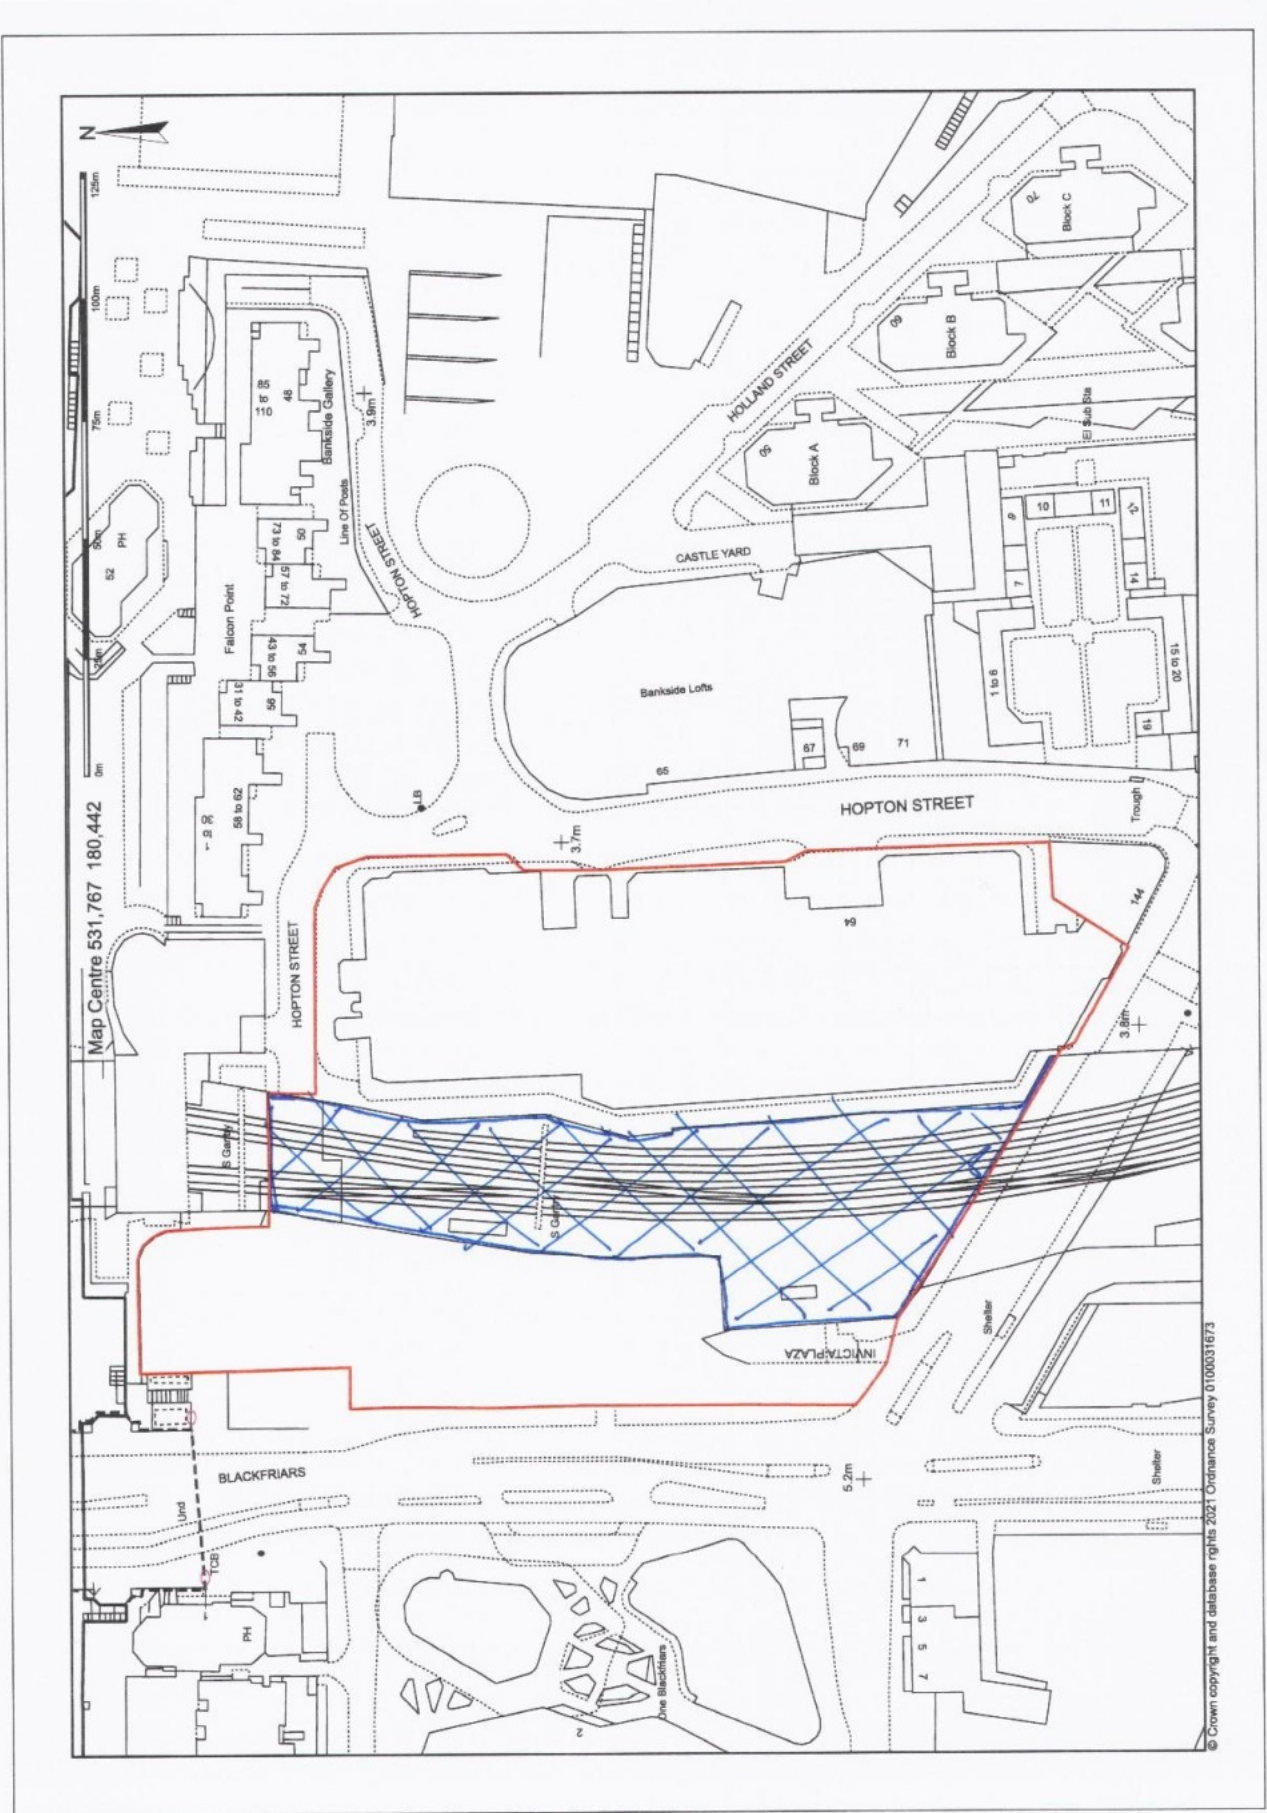 N
0m
25m
50m
75m
100m
125m
Map Centre 531,767 180,442
52
PH
Falcon Point
85
to
110
48
Bankside Gallery
73 to 84
50
57 to 72
43 to 56
54
31 to 42
56
58 to 62
Line Of Posts
HOPTON STREET
3.9m
HOLLAND STREET
CASTLE YARD
Block A
50
Block B
60
Block C
70
El Sub Sta
9
10
11
12
7
14
1 to 6
15 to 20
19
Bankside Lofts
65
67
69
71
LB
3.7m
HOPTON STREET
Trough
HOPTON STREET
64
144
3.8m
S Gantry
S Gantry
INVICTA PLAZA
Shelter
BLACKFRIARS
Und
TCB
PH
5.2m
Shelter
One Blackfriars
2
1
3
5
7
© Crown copyright and database rights 2021 Ordnance Survey 0100031673